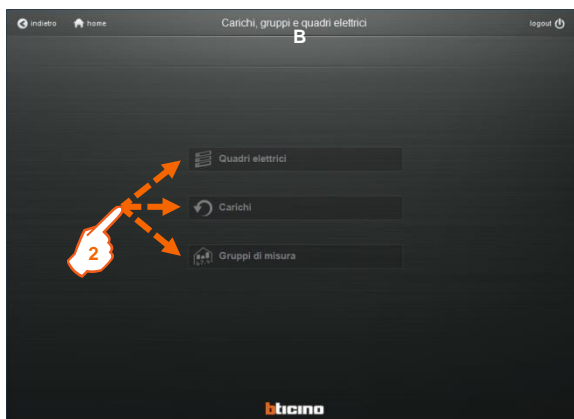 indietro home Carichi, gruppi e quadri elettrici logout
B
Quadri elettrici
Carichi
2
Gruppi di misura
bticino